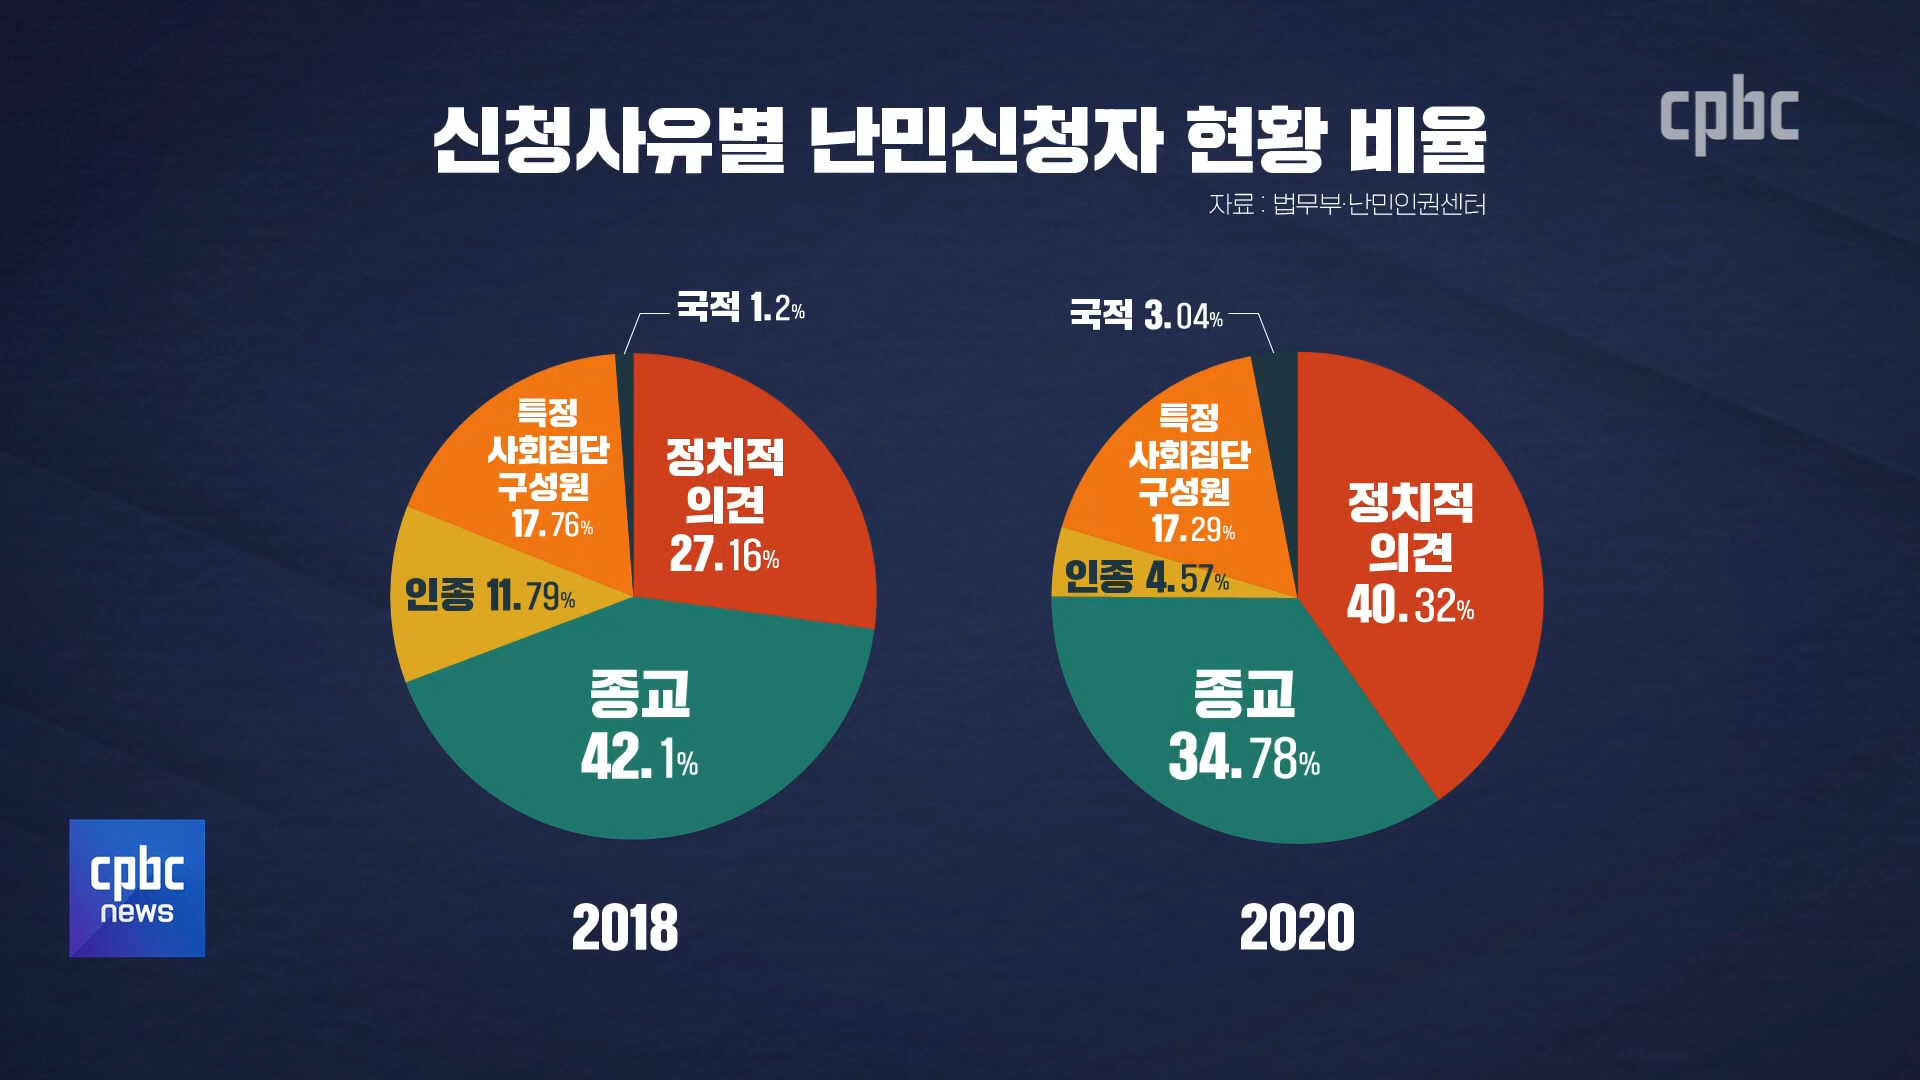 cpbc
신청사유별 난민신청자 현황 비율
자료 : 법무부·난민인권센터
국적 1.2%
특정
사회집단
구성원
17.76%
정치적
의견
27.16%
인종 11.79%
종교
42.1%
2018
국적 3.04%
특정
사회집단
구성원
17.29%
정치적
의견
40.32%
인종 4.57%
종교
34.78%
2020
cpbc
news